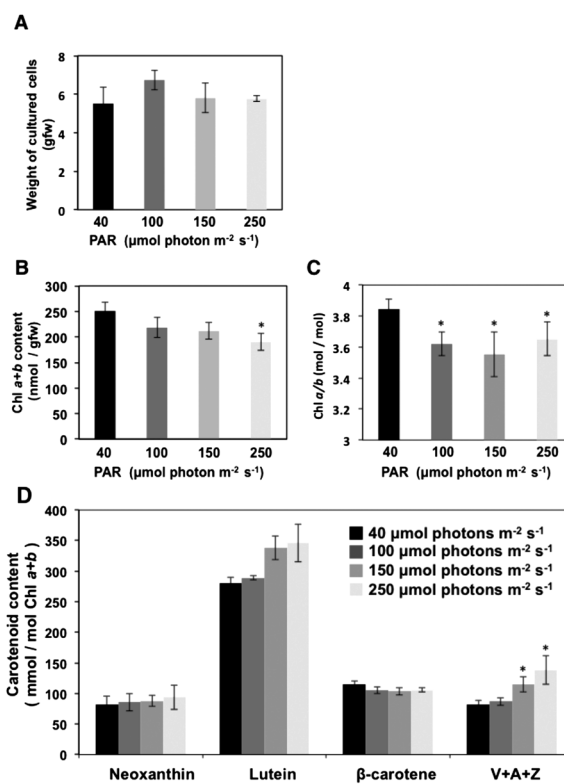 A
Weight of cultured cells
(gfw)
8
6
4
2
0
40 100 150 250
PAR (µmol photon m-2 s-1)
B
Chl a+b content
(nmol / gfw)
300
250
200
150
100
50
0
*
40 100 150 250
PAR (µmol photon m-2 s-1)
C
Chl a/b (mol / mol)
4
3.8
3.6
3.4
3.2
3
* * *
40 100 150 250
PAR (µmol photon m-2 s-1)
D
Carotenoid content
( mmol / mol Chl a+b)
400
350
300
250
200
150
100
50
0
40 µmol photons m-2 s-1
100 µmol photons m-2 s-1
150 µmol photons m-2 s-1
250 µmol photons m-2 s-1
* *
Neoxanthin Lutein β-carotene V+A+Z